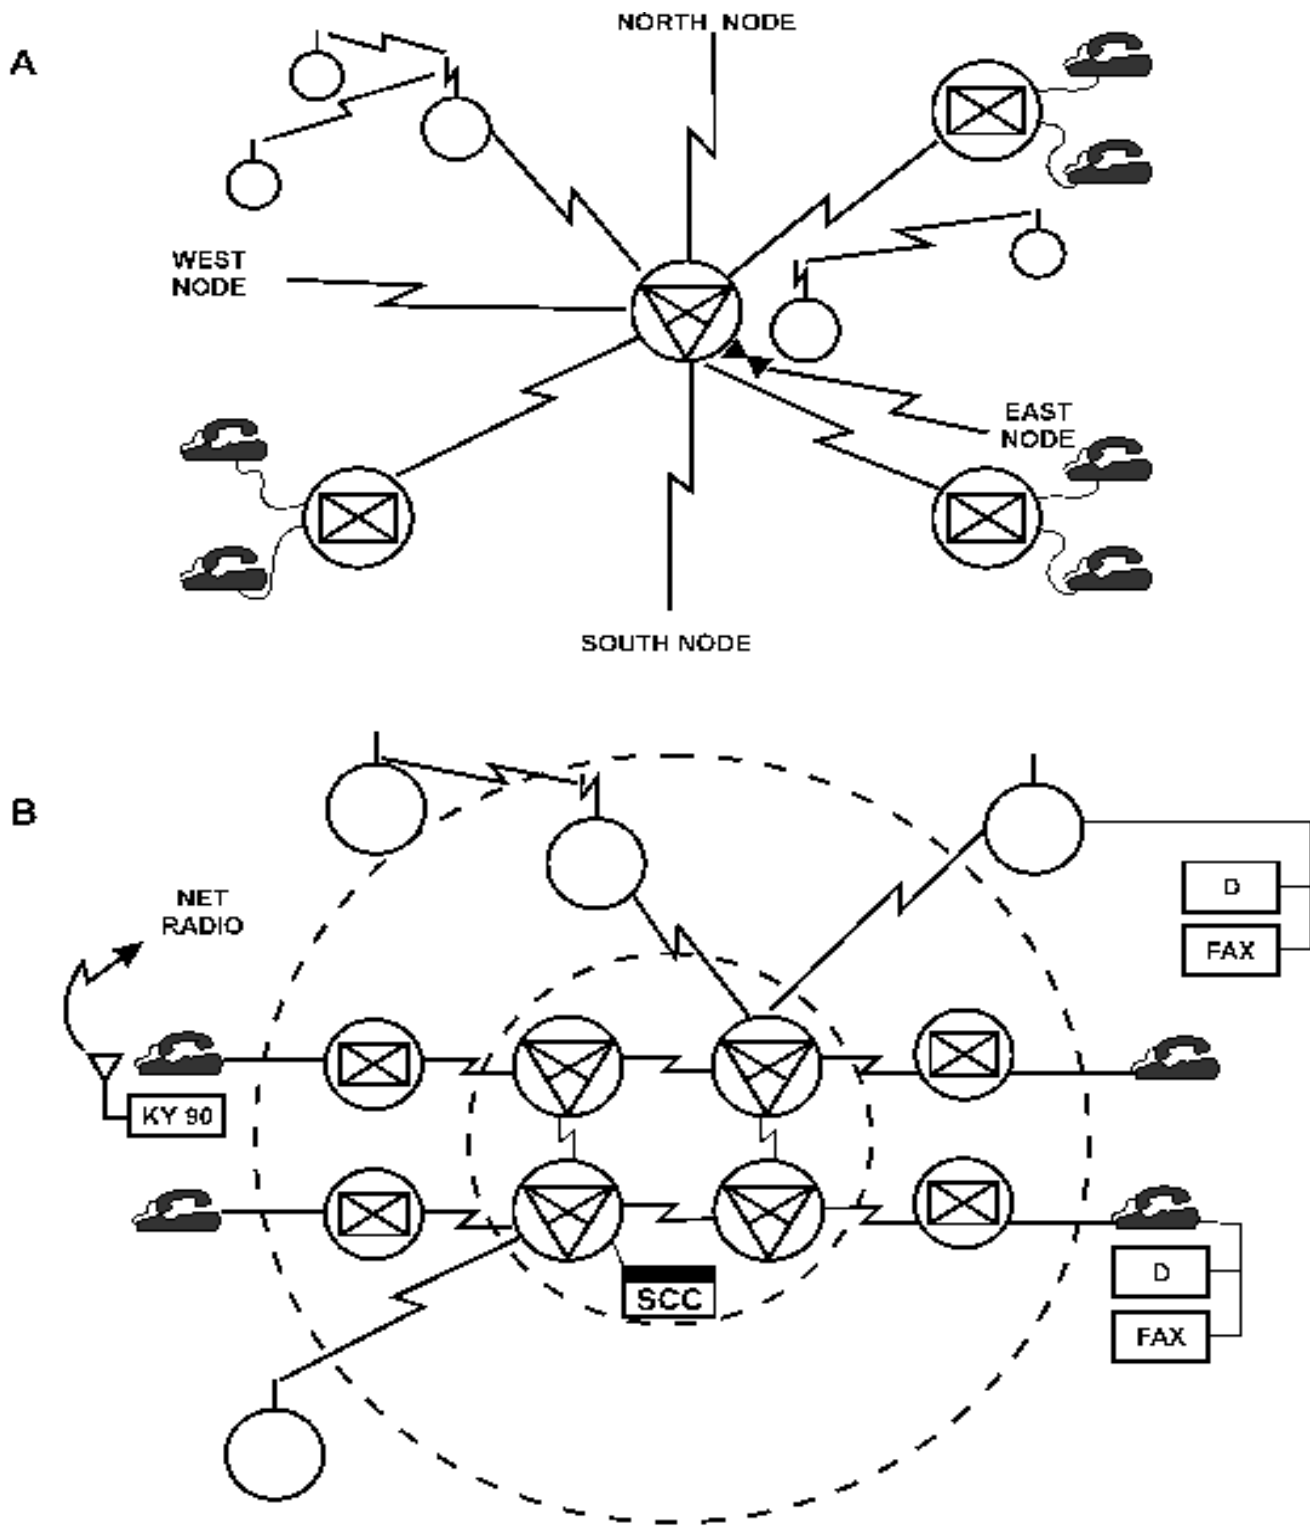 A
NORTH NODE
WEST
NODE
EAST
NODE
SOUTH NODE
B
NET
RADIO
D
FAX
KY 90
SCC
D
FAX